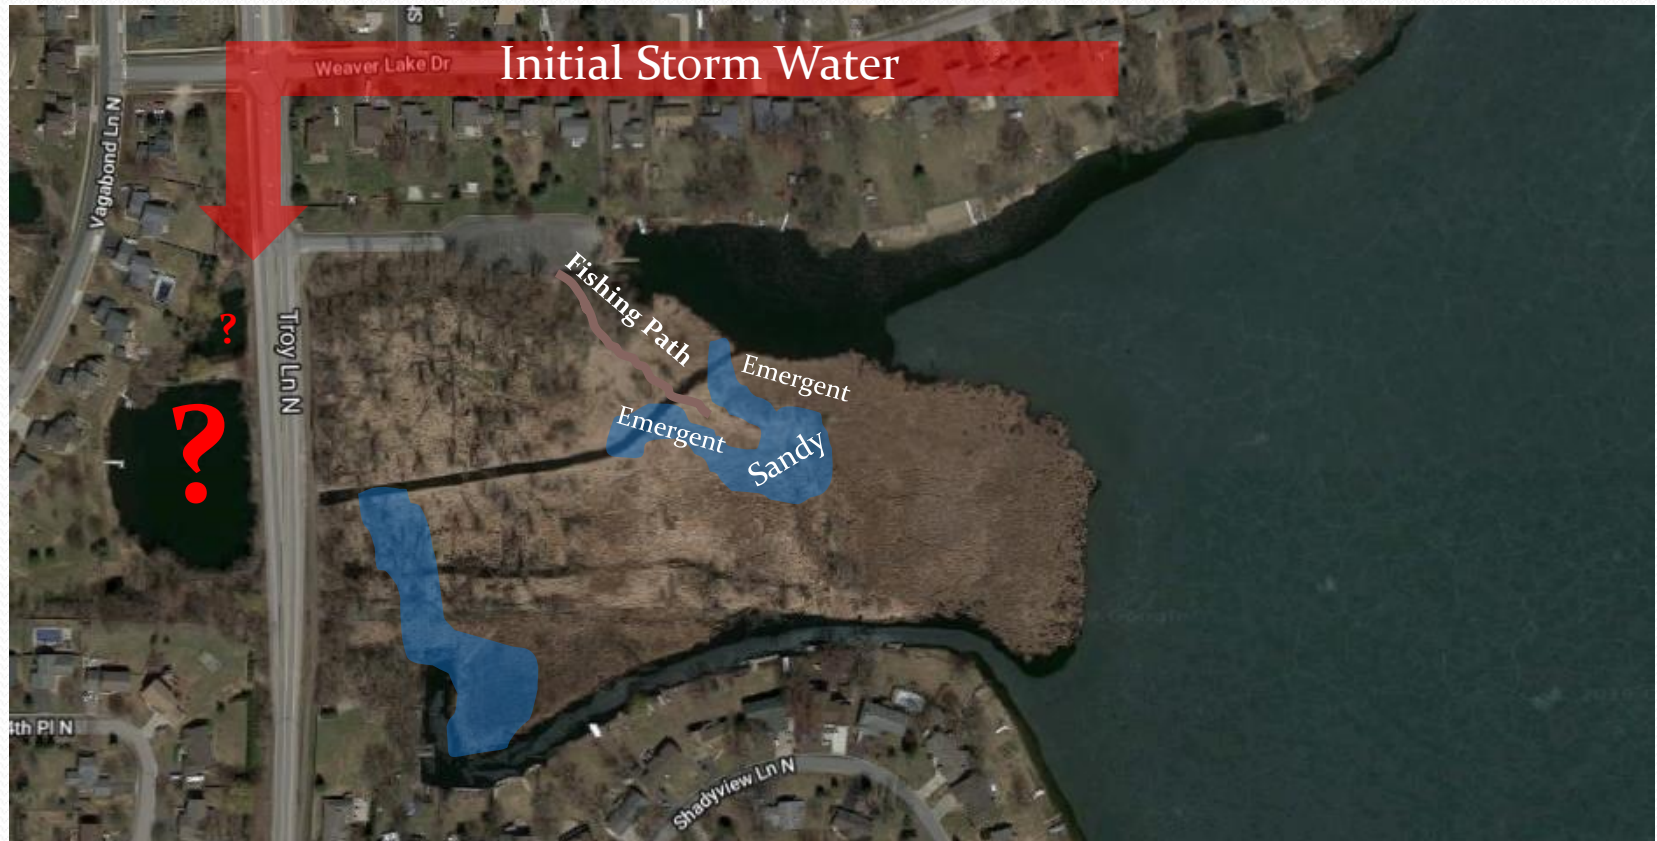 Initial Storm Water
Weaver Lake Dr
Vagabond Ln N
Fishing Path
?
Troy Ln N
Emergent
?
Emergent
Sandy
4th Pl N
Shadyview Ln N